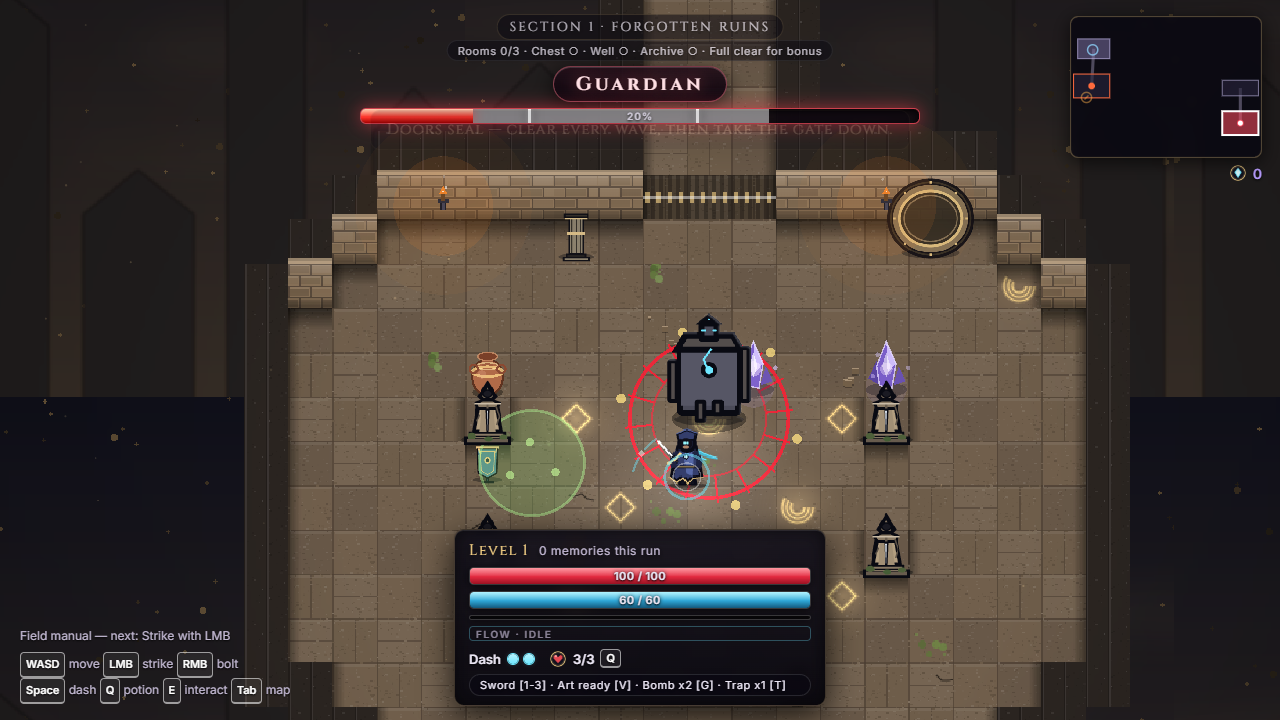 SECTION 1 · FORGOTTEN RUINS
Rooms 0/3 · Chest ○ · Well ○ · Archive ○ · Full clear for bonus
GUARDIAN
20%
DOORS SEAL — CLEAR EVERY WAVE, THEN TAKE THE GATE DOWN.
0
LEVEL 1 0 memories this run
100 / 100
60 / 60
FLOW · IDLE
Dash 3/3 Q
Sword [1-3] · Art ready [V] · Bomb x2 [G] · Trap x1 [T]
Field manual — next: Strike with LMB
WASD move LMB strike RMB bolt
Space dash Q potion E interact Tab map